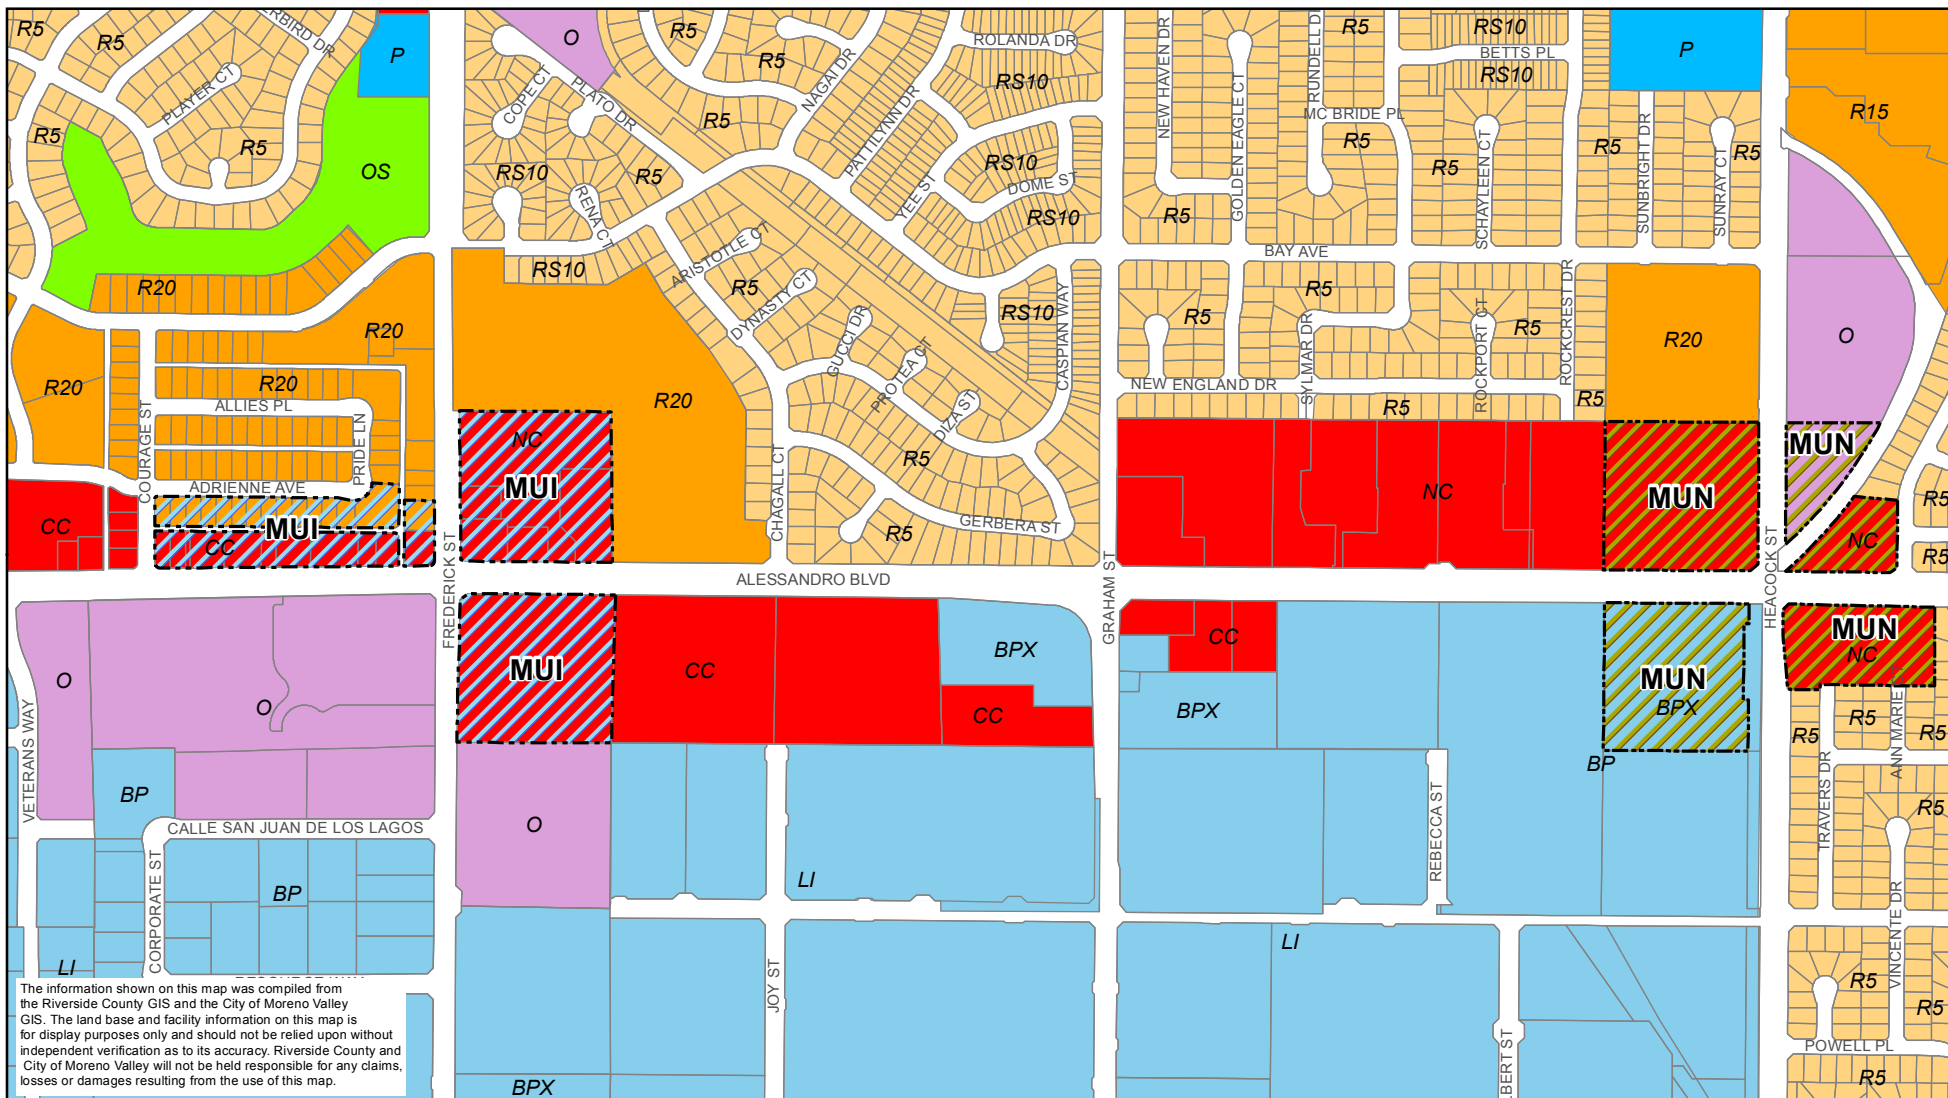 R5
R5
P
O
R5
R5
ROLANDA DR
R5
RS10
BETTS PL
RS10
P
R15
PLAYER CT
R5
R5
OS
COPE CT
PLATO DR
R5
NAGAI DR
PATTILYNN DR
RS10
NEW HAVEN DR
GOLDEN EAGLE CT
MC BRIDE PL
R5
R5
SCHAYLEEN CT
R5
SUNBRIGHT DR
SUNRAY CT
R5
RS10
RENA CT
R5
YEE ST
RS10
DOME ST
RS10
R5
BAY AVE
R20
RS10
ARISTOTLE CT
R5
DYNASTY CT
GUCCI DR
PROTEA CT
DIZA ST
RS10
CASPIAN WAY
R5
R5
SYLMAR DR
ROCKPORT CT
R5
ROCKCREST DR
R20
O
R20
R20
R20
ALLIES PL
COURAGE ST
PRIDE LN
R20
NEW ENGLAND DR
R5
R5
NC
MUI
CHAGALL CT
R5
GERBERA ST
R5
NC
MUN
MUN
NC
R5
R5
ADRIENNE AVE
CC
MUI
CC
FREDERICK ST
ALESSANDRO BLVD
GRAHAM ST
HEACOCK ST
O
O
MUI
CC
BPX
CC
CC
BPX
MUN
BPX
MUN
NC
R5
R5
R5
ANN MARIE
VETERANS WAY
BP
CALLE SAN JUAN DE LOS LAGOS
O
LI
REBECCA ST
BP
TRAVERS DR
R5
CORPORATE ST
BP
LI
JOY ST
LI
VINCENTE DR
R5
R5
POWELL PL
R5
BPX
The information shown on this map was compiled from
the Riverside County GIS and the City of Moreno Valley
GIS. The land base and facility information on this map is
for display purposes only and should not be relied upon without
independent verification as to its accuracy. Riverside County and
City of Moreno Valley will not be held responsible for any claims,
losses or damages resulting from the use of this map.